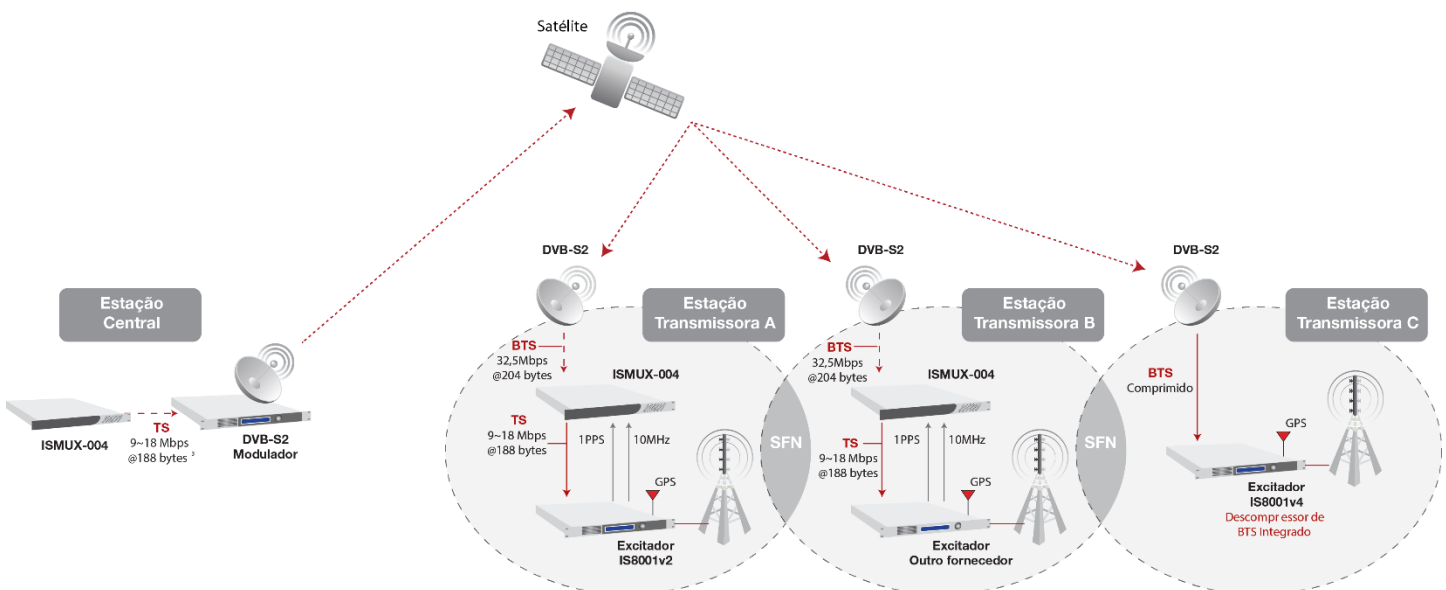 Satélite
Estação
Central
ISMUX-004
TS
9~18 Mbps
@188 bytes ³
DVB-S2
Modulador
DVB-S2
Estação
Transmissora A
BTS
32,5Mbps
@204 bytes
ISMUX-004
TS
9~18 Mbps
@188 bytes
1PPS
10MHz
GPS
Excitador
IS8001v2
SFN
DVB-S2
Estação
Transmissora B
BTS
32,5Mbps
@204 bytes
ISMUX-004
TS
9~18 Mbps
@188 bytes
1PPS
10MHz
GPS
Excitador
Outro fornecedor
SFN
DVB-S2
Estação
Transmissora C
BTS
Comprimido
GPS
Excitador
IS8001v4
Descompressor de
BTS Integrado